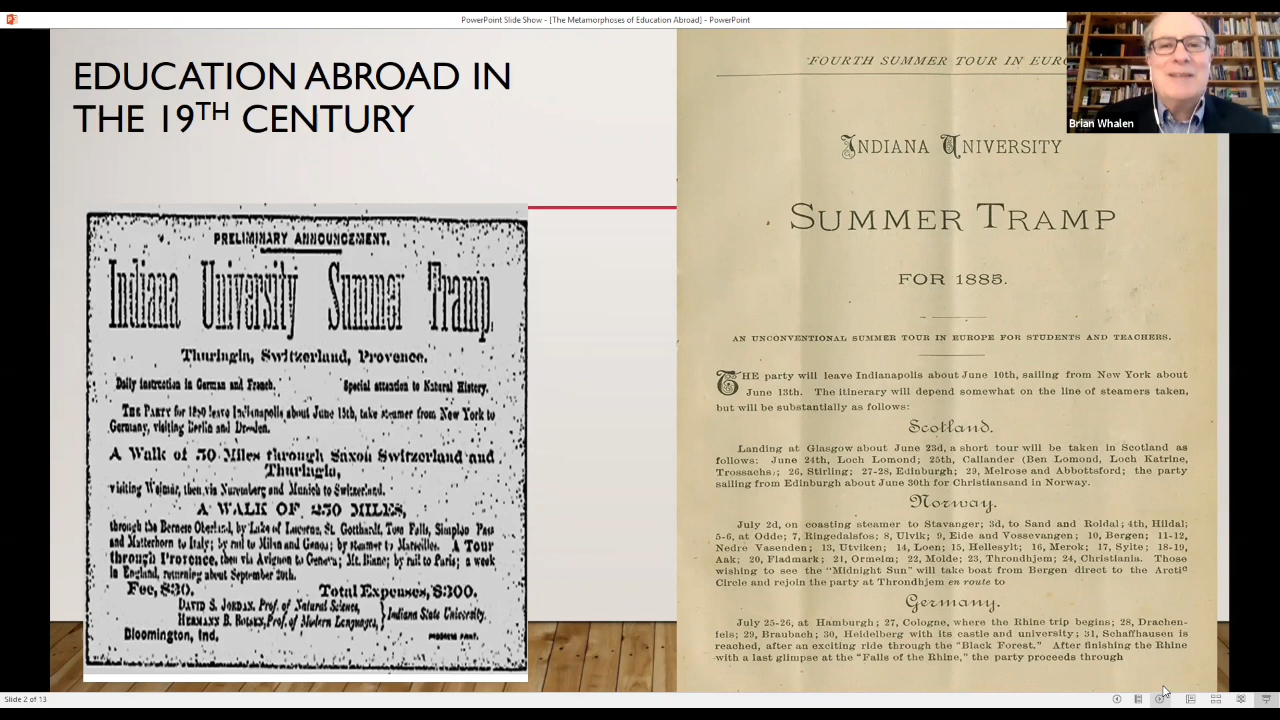 PowerPoint Slide Show - [The Metamorphoses of Education Abroad] - PowerPoint
Brian Whalen
EDUCATION ABROAD IN
THE 19TH CENTURY
PRELIMINARY ANNOUNCEMENT.
Indiana University Summer Tramp.
Thuringia, Switzerland, Provence.
Daily instruction in German and French. Special attention to Natural History.
THE PARTY for leave Indianapolis about June 15th, take steamer from New York to
Germany, visiting Berlin and Dresden.
A Walk of 50 Miles through Saxon Switzerland and
Thuringia,
visiting Weimar, then via Nuremberg and Munich to Switzerland.
A WALK OF 250 MILES,
through the Bernese Oberland, by Lake of Lucerne, St. Gotthardt, Tosa Falls, Simplon Pass
and Matterhorn to Italy; by rail to Milan and Genoa; by steamer to Marseilles. A Tour
through Provence, then via Avignon to Geneva; Mt. Blanc; by rail to Paris; a week
in England, returning about September 20th.
Fee, $30. Total Expenses, $300.
DAVID S. JORDAN, Prof. of Natural Science,
HERMANN B. BOISEN, Prof. of Modern Languages, } Indiana State University.
Bloomington, Ind.
FOURTH SUMMER TOUR IN EURO
INDIANA UNIVERSITY
SUMMER TRAMP
FOR 1885.
AN UNCONVENTIONAL SUMMER TOUR IN EUROPE FOR STUDENTS AND TEACHERS.
THE party will leave Indianapolis about June 10th, sailing from New York about
June 13th. The itinerary will depend somewhat on the line of steamers taken,
but will be substantially as follows:
Scotland.
Landing at Glasgow about June 23d, a short tour will be taken in Scotland as
follows: June 24th, Loch Lomond; 25th, Callander (Ben Lomond, Loch Katrine,
Trossachs); 26, Stirling; 27-28, Edinburgh; 29, Melrose and Abbottsford; the party
sailing from Edinburgh about June 30th for Christiansand in Norway.
Norway.
July 2d, on coasting steamer to Stavanger; 3d, to Sand and Roldal; 4th, Hildal;
5-6, at Odde; 7, Ringedalsfos; 8, Ulvik; 9, Eide and Vossevangen; 10, Bergen; 11-12,
Nedre Vasenden; 13, Utviken; 14, Loen; 15, Hellesylt; 16, Merok; 17, Sylte; 18-19,
Aak; 20, Fladmark; 21, Ormeim; 22, Molde; 23, Throndhjem; 24, Christiania. Those
wishing to see the "Midnight Sun" will take boat from Bergen direct to the Arctic
Circle and rejoin the party at Throndhjem en route to
Germany.
July 25-26, at Hamburgh; 27, Cologne, where the Rhine trip begins; 28, Drachen-
fels; 29, Braubach; 30, Heidelberg with its castle and university; 31, Schaffhausen is
reached, after an exciting ride through the "Black Forest." After finishing the Rhine
with a last glimpse at the "Falls of the Rhine," the party proceeds through
Slide 2 of 13